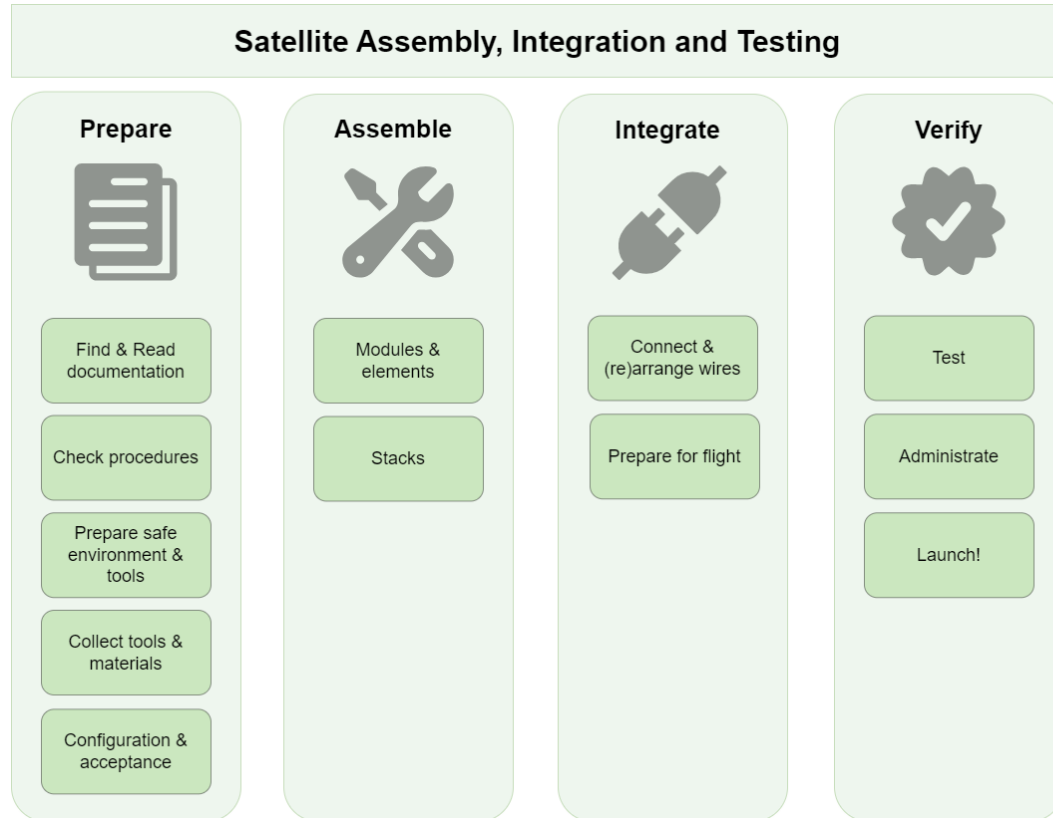 Satellite Assembly, Integration and Testing
Prepare
Find & Read
documentation
Check procedures
Prepare safe
environment &
tools
Collect tools &
materials
Configuration &
acceptance
Assemble
Modules &
elements
Stacks
Integrate
Connect &
(re)arrange wires
Prepare for flight
Verify
Test
Administrate
Launch!